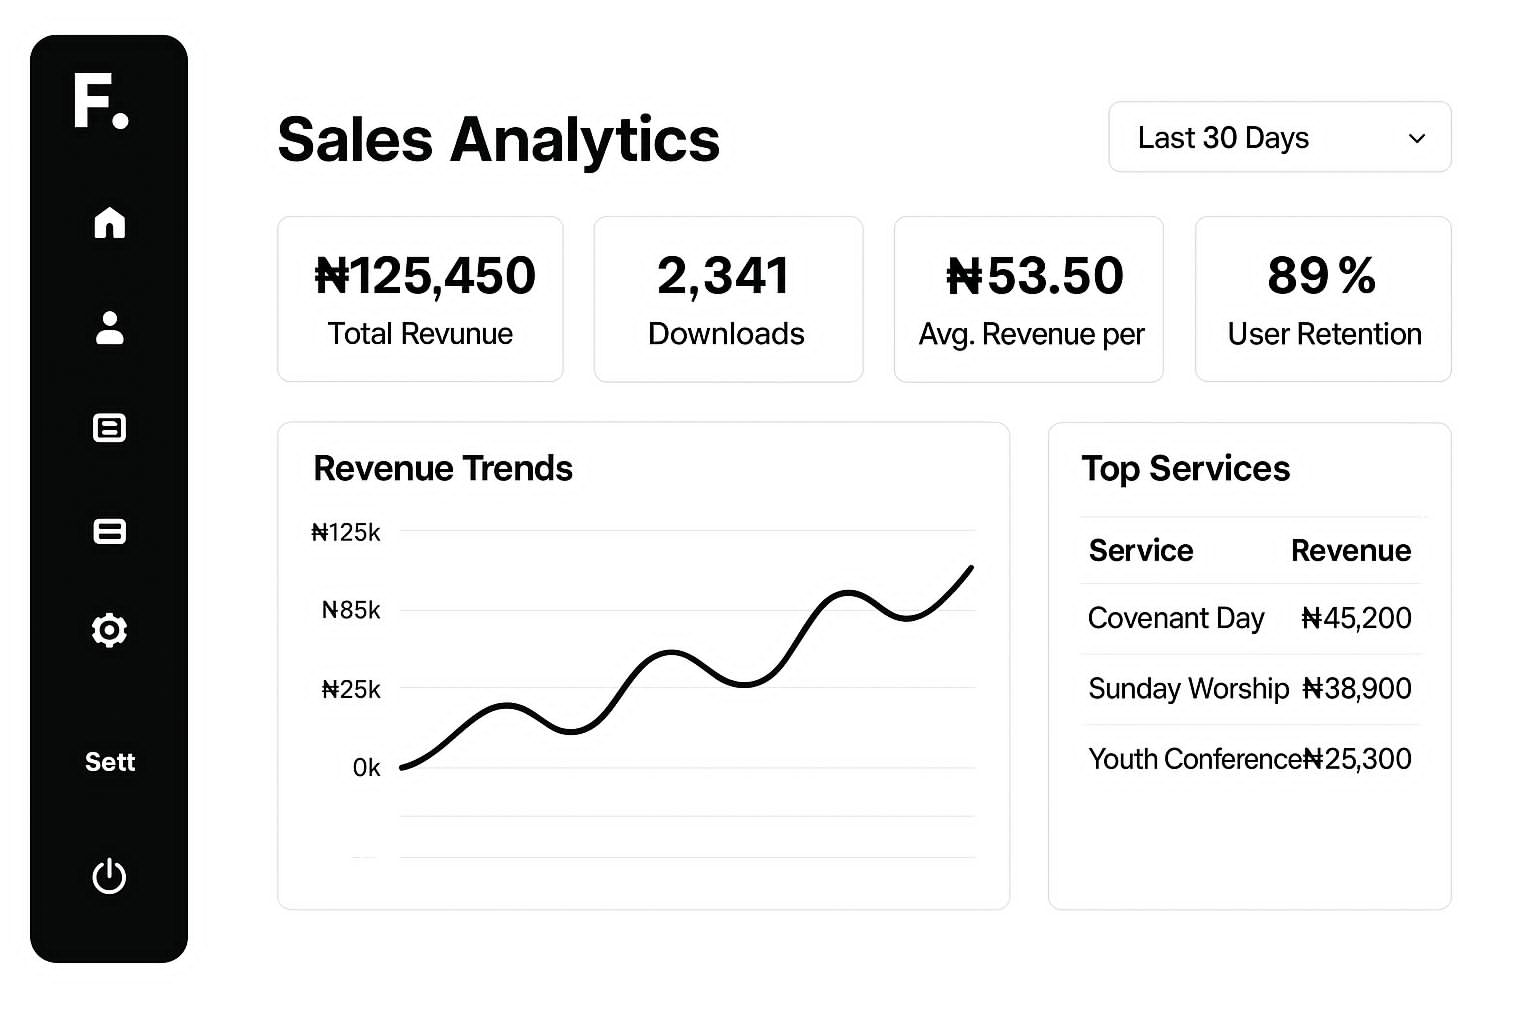 F.
Sales Analytics
Last 30 Days
₦125,450
Total Revunue
2,341
Downloads
₦53.50
Avg. Revenue per
89 %
User Retention
Revenue Trends
₦125k
₦85k
₦25k
0k
Top Services
Service Revenue
Covenant Day ₦45,200
Sunday Worship ₦38,900
Youth Conference₦25,300
Sett